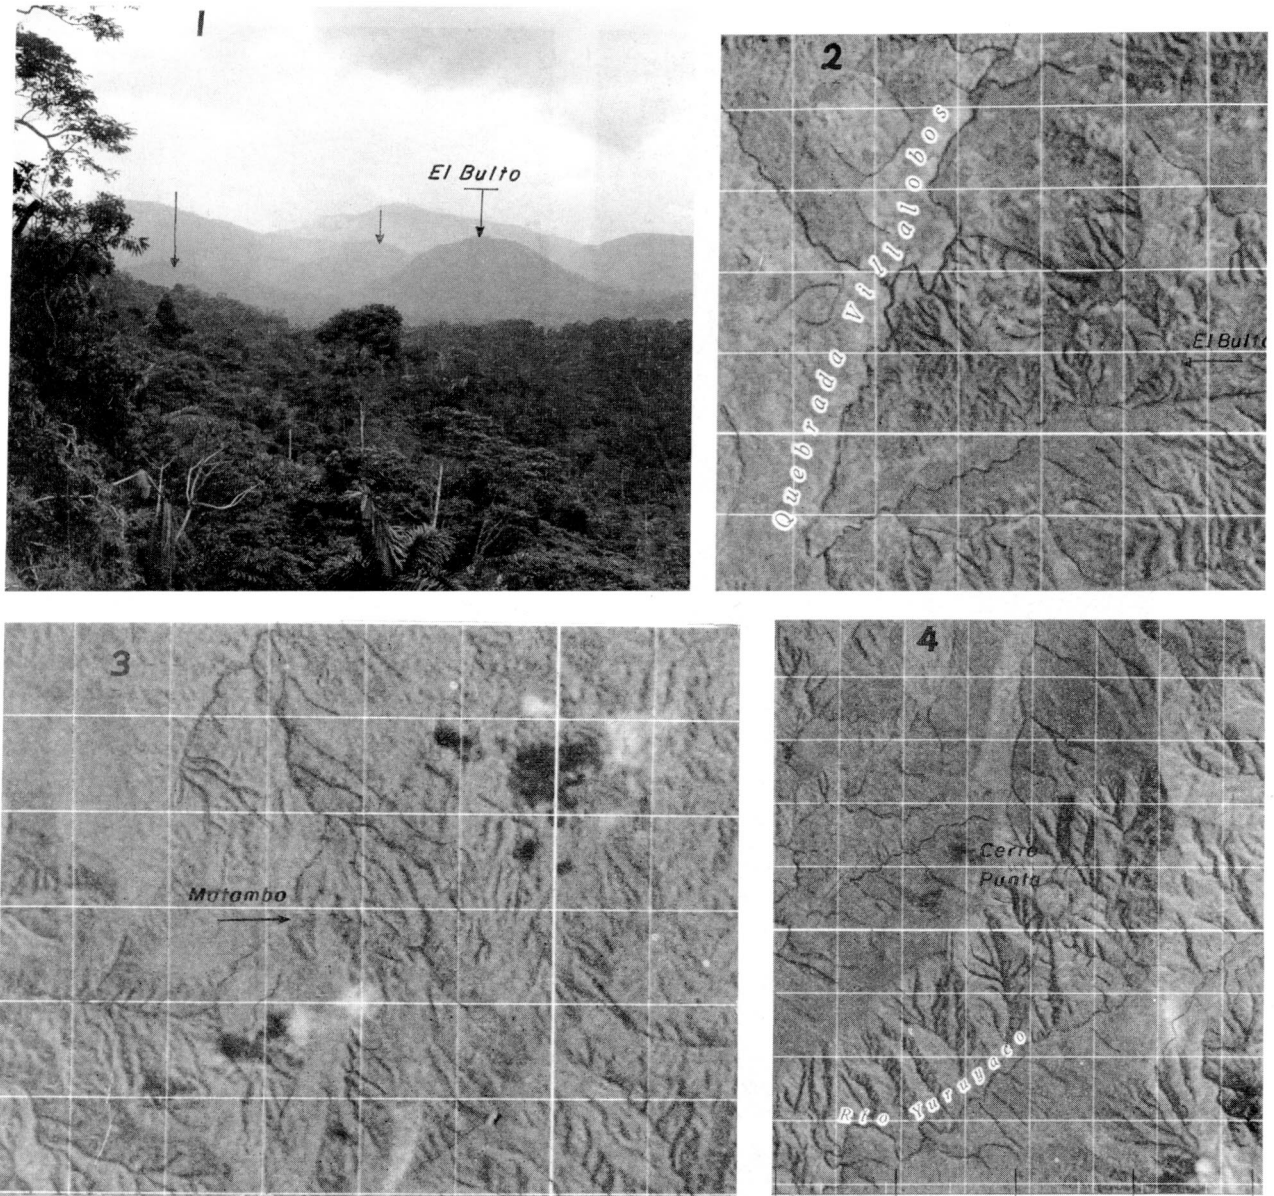 1
El Bulto
2
Quebrada Villalobos
El Bulto
3
Matambo
4
Cerro
Punta
Río Yuruyaco